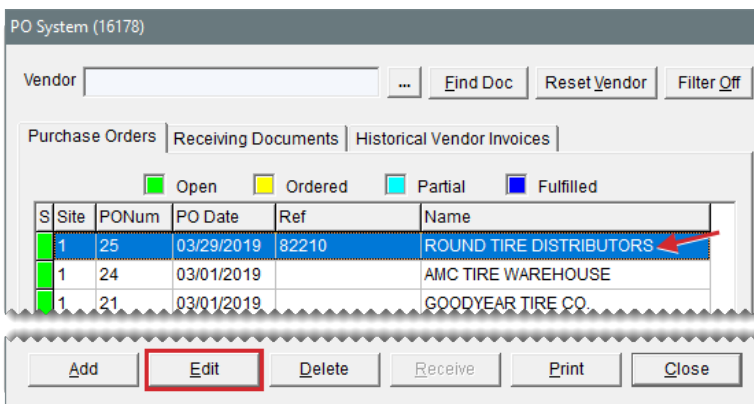 PO System (16178)
Vendor ... Find Doc Reset Vendor Filter Off
Purchase Orders Receiving Documents Historical Vendor Invoices
Open Ordered Partial Fulfilled
S Site PONum PO Date Ref Name
1 25 03/29/2019 82210 ROUND TIRE DISTRIBUTORS
1 24 03/01/2019 AMC TIRE WAREHOUSE
1 21 03/01/2019 GOODYEAR TIRE CO.
Add Edit Delete Receive Print Close